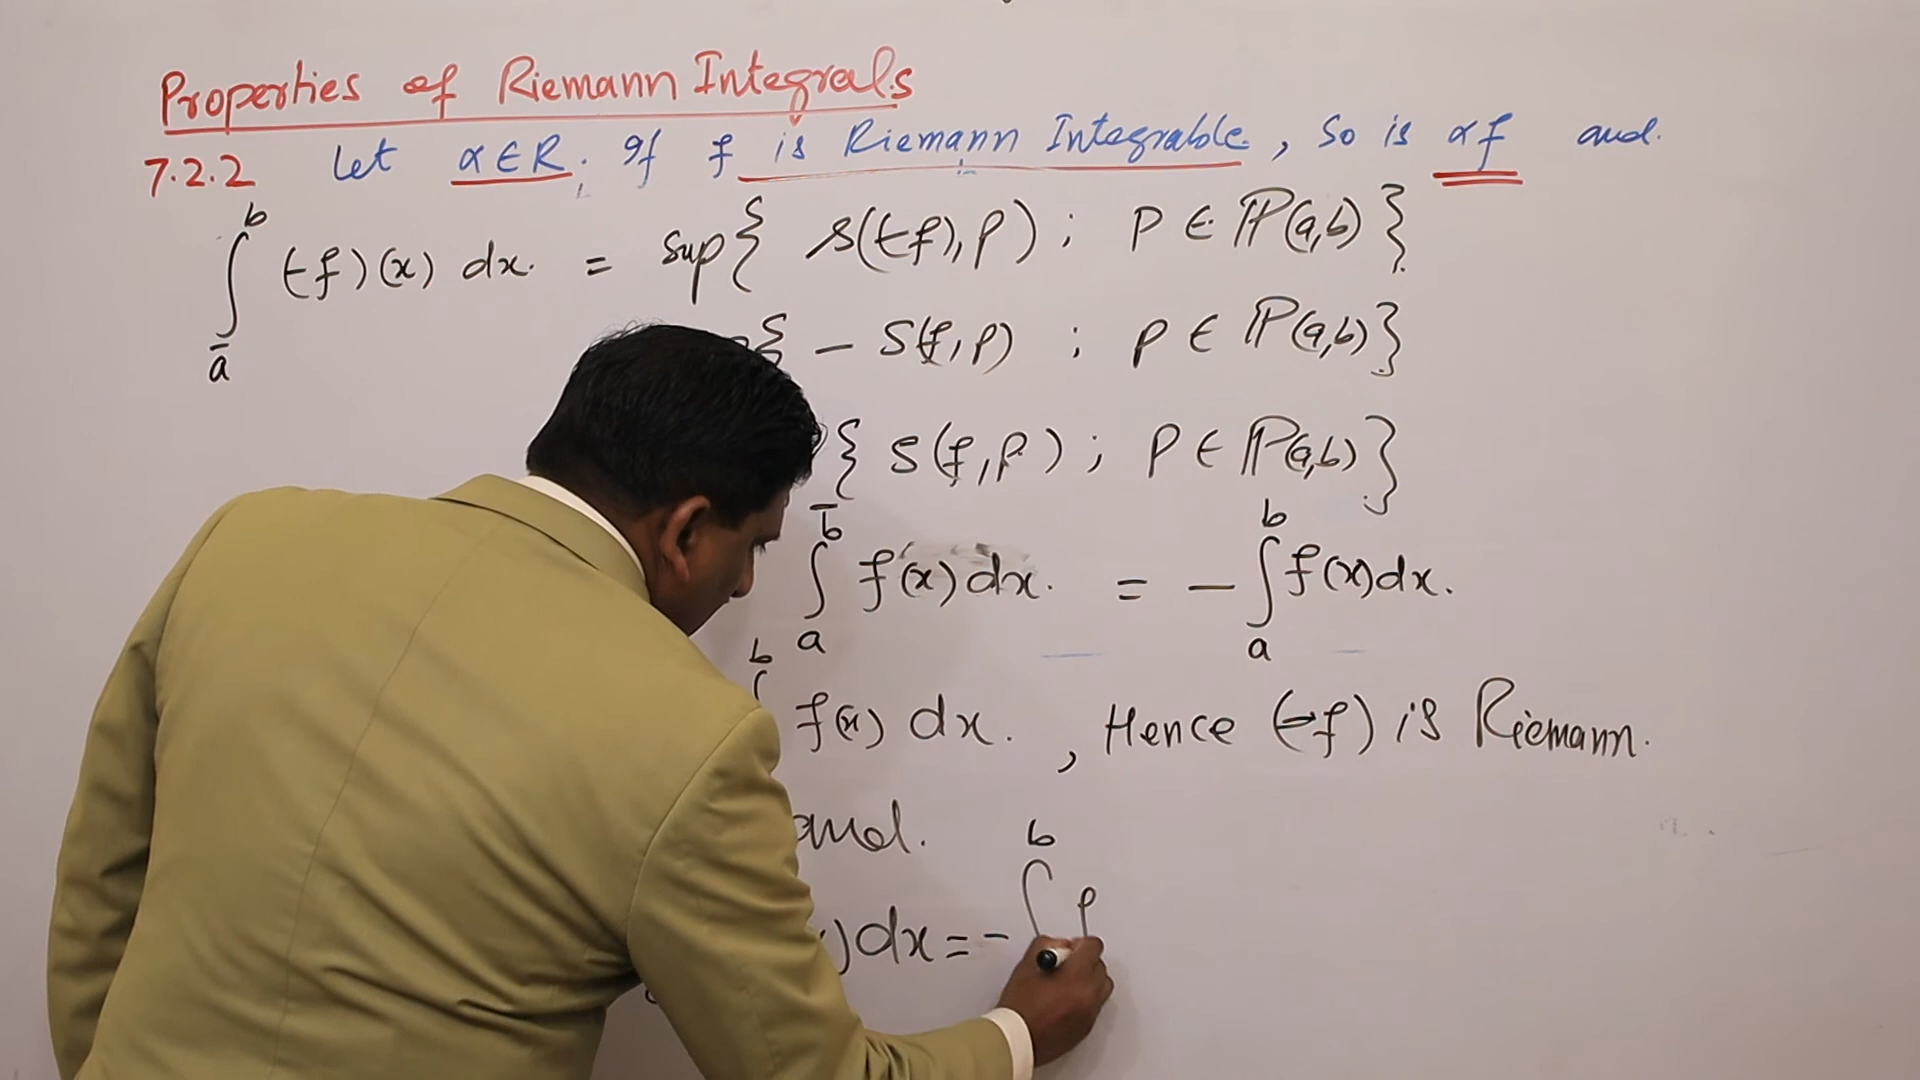 Properties of Riemann Integrals
7.2.2 Let α ∈ R. If f is Riemann Integrable, So is αf and.
∫_a^b (-f)(x) dx. = sup{ s((-f), P) ; P ∈ ℙ(a,b) }
{ - S(f, P) ; P ∈ ℙ(a,b) }
{ S(f, P) ; P ∈ ℙ(a,b) }
∫_a^b f(x) dx. = - ∫_a^b f(x) dx.
f(x) dx. , Hence (-f) is Riemann.
and.
) dx = - ∫^b